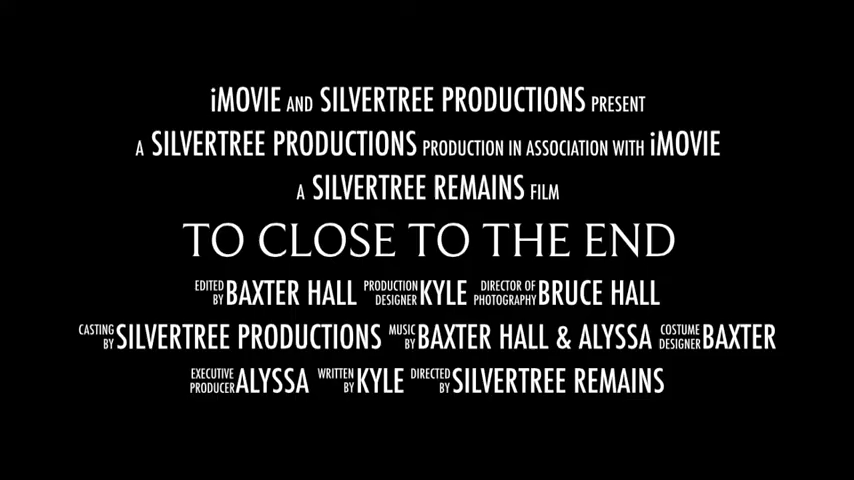 iMOVIE AND SILVERTREE PRODUCTIONS PRESENT
A SILVERTREE PRODUCTIONS PRODUCTION IN ASSOCIATION WITH iMOVIE
A SILVERTREE REMAINS FILM
TO CLOSE TO THE END
EDITED BY BAXTER HALL PRODUCTION DESIGNER KYLE DIRECTOR OF PHOTOGRAPHY BRUCE HALL
CASTING BY SILVERTREE PRODUCTIONS MUSIC BY BAXTER HALL & ALYSSA COSTUME DESIGNER BAXTER
EXECUTIVE PRODUCER ALYSSA WRITTEN BY KYLE DIRECTED BY SILVERTREE REMAINS